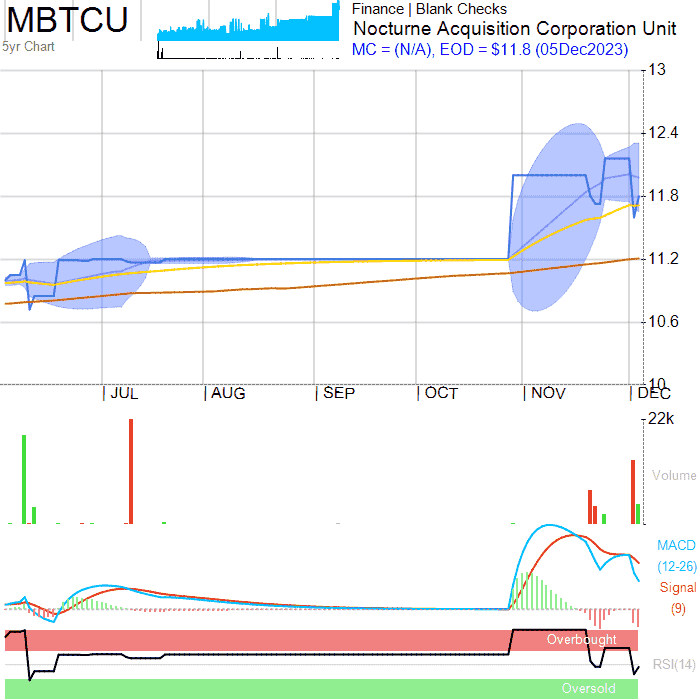 MBTCU
5yr Chart
Finance | Blank Checks
Nocturne Acquisition Corporation Unit
MC = (N/A), EOD = $11.8 (05Dec2023)
13
12.4
11.8
11.2
10.6
10
JUL
AUG
SEP
OCT
NOV
DEC
22k
Volume
MACD
(12-26)
Signal
(9)
Overbought
RSI(14)
Oversold